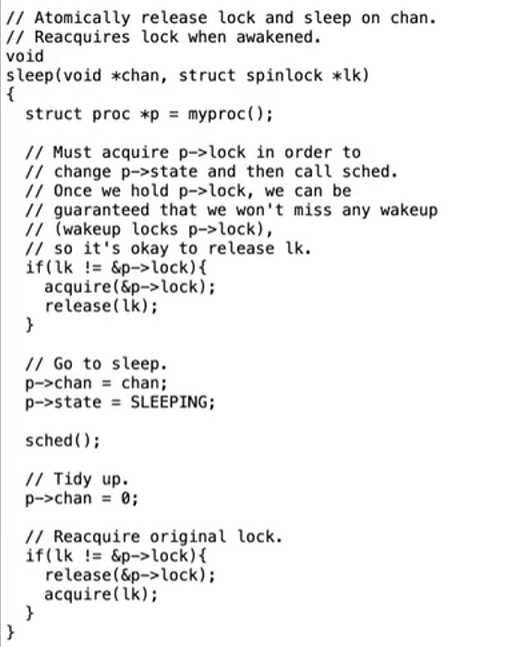 // Atomically release lock and sleep on chan.
// Reacquires lock when awakened.
void
sleep(void *chan, struct spinlock *lk)
{
  struct proc *p = myproc();

  // Must acquire p->lock in order to
  // change p->state and then call sched.
  // Once we hold p->lock, we can be
  // guaranteed that we won't miss any wakeup
  // (wakeup locks p->lock),
  // so it's okay to release lk.
  if(lk != &p->lock){
    acquire(&p->lock);
    release(lk);
  }

  // Go to sleep.
  p->chan = chan;
  p->state = SLEEPING;

  sched();

  // Tidy up.
  p->chan = 0;

  // Reacquire original lock.
  if(lk != &p->lock){
    release(&p->lock);
    acquire(lk);
  }
}